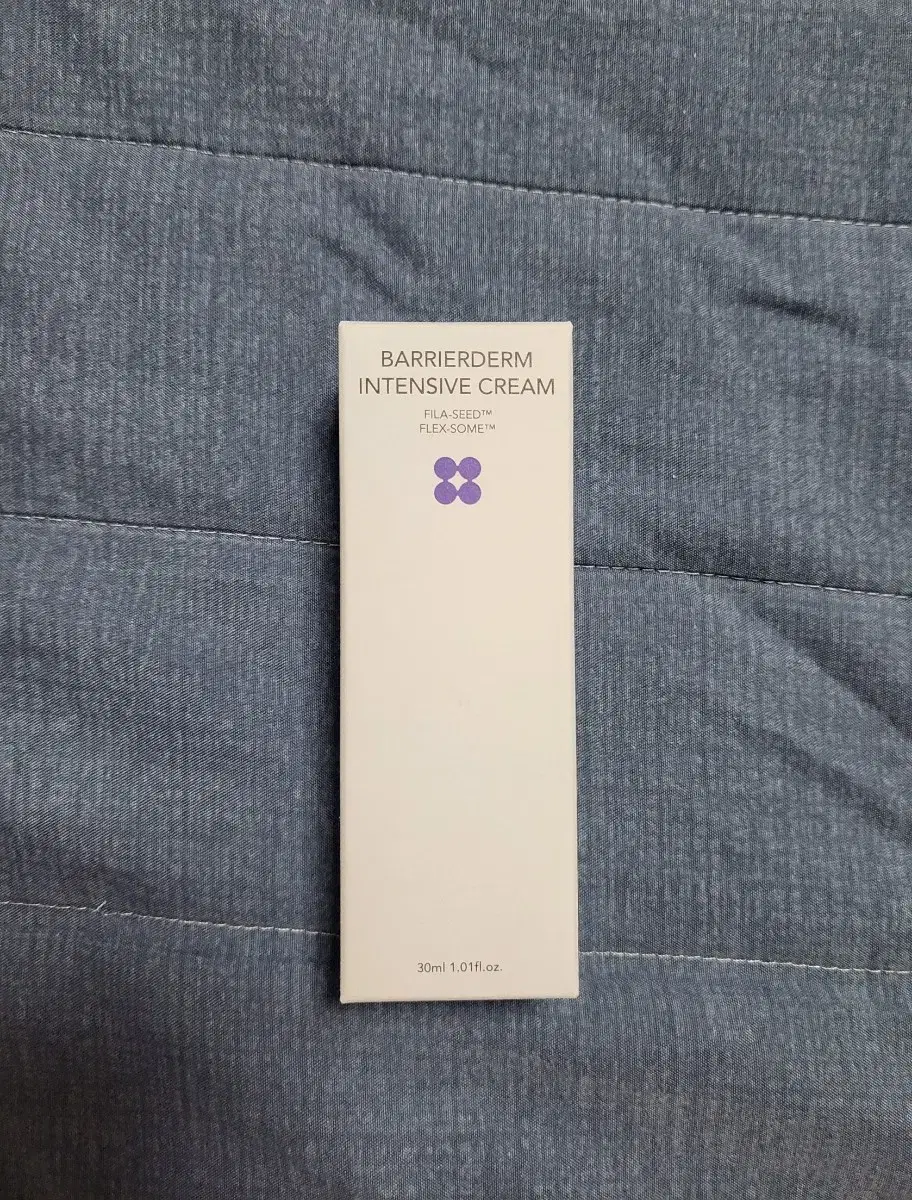 BARRIERDERM
INTENSIVE CREAM
FILA-SEED™
FLEX-SOME™
30ml 1.01fl.oz.